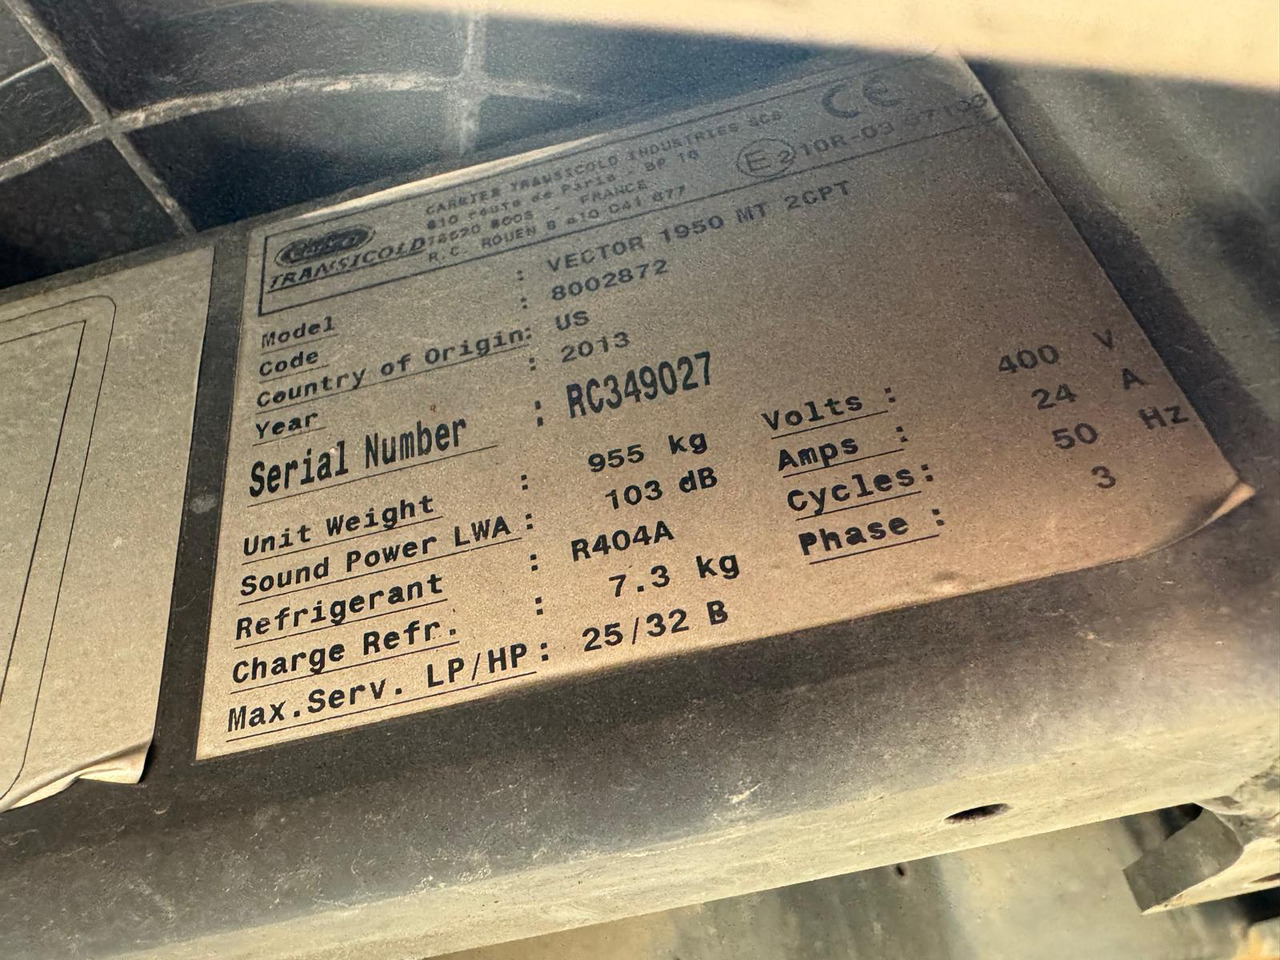 Carrier
TRANSICOLD
CARRIER TRANSICOLD INDUSTRIES SCS
810 route de Paris - BP 16
76520 BOOS - FRANCE
R.C. ROUEN B 410 041 877
CE
E2 10R-03
Model : VECTOR 1950 MT 2CPT
Code : 8002872
Country of Origin: US
Year : 2013
Serial Number : RC349027
Unit Weight : 955 kg
Sound Power LWA : 103 dB
Refrigerant : R404A
Charge Refr. : 7.3 kg
Max.Serv. LP/HP: 25/32 B
Volts : 400 V
Amps : 24 A
Cycles: 50 Hz
Phase : 3